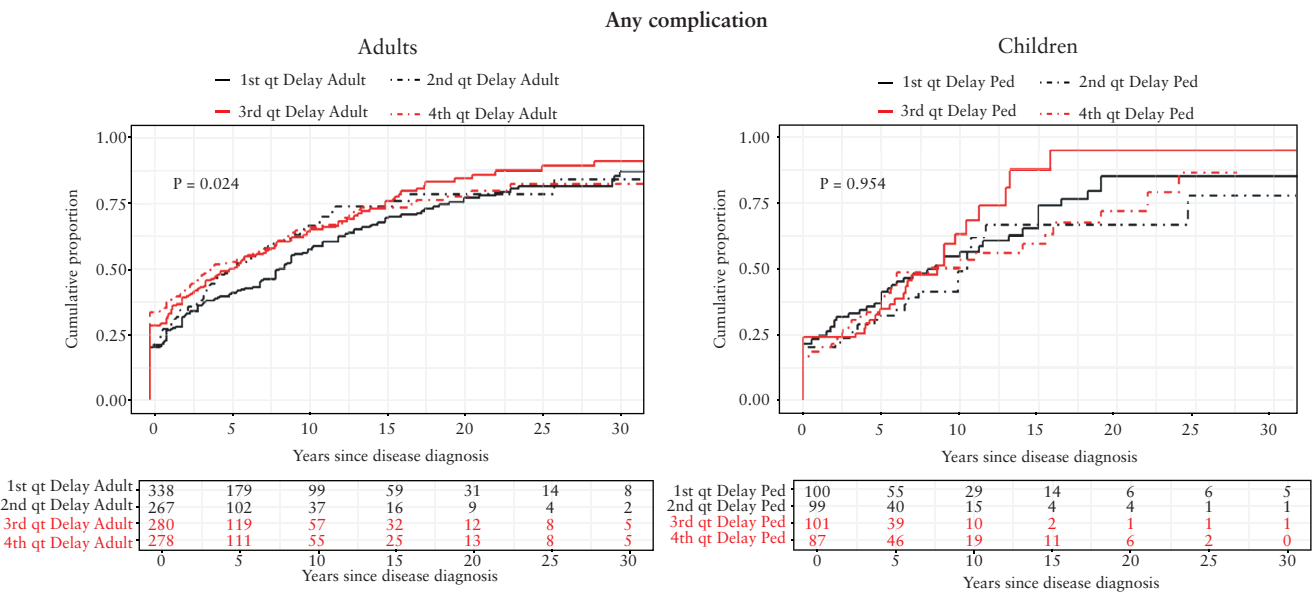 Any complication
Adults
1st qt Delay Adult 2nd qt Delay Adult
3rd qt Delay Adult 4th qt Delay Adult
1.00
0.75
0.50
0.25
0.00
Cumulative proportion
P = 0.024
0 5 10 15 20 25 30
Years since disease diagnosis
1st qt Delay Adult 338 179 99 59 31 14 8
2nd qt Delay Adult 267 102 37 16 9 4 2
3rd qt Delay Adult 280 119 57 32 12 8 5
4th qt Delay Adult 278 111 55 25 13 8 5
0 5 10 15 20 25 30
Years since disease diagnosis
Children
1st qt Delay Ped 2nd qt Delay Ped
3rd qt Delay Ped 4th qt Delay Ped
1.00
0.75
0.50
0.25
0.00
Cumulative proportion
P = 0.954
0 5 10 15 20 25 30
Years since disease diagnosis
1st qt Delay Ped 100 55 29 14 6 6 5
2nd qt Delay Ped 99 40 15 4 4 1 1
3rd qt Delay Ped 101 39 10 2 1 1 1
4th qt Delay Ped 87 46 19 11 6 2 0
0 5 10 15 20 25 30
Years since disease diagnosis